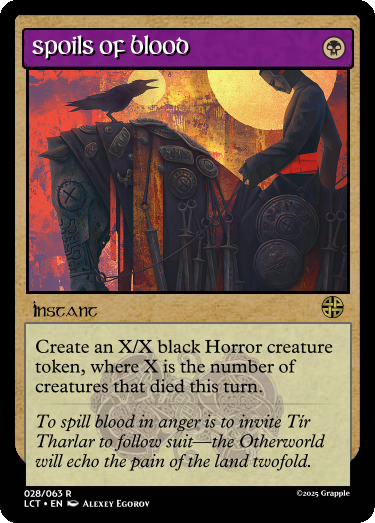 spoils of blood
Instant
Create an X/X black Horror creature
token, where X is the number of
creatures that died this turn.
To spill blood in anger is to invite Tír
Tharlar to follow suit—the Otherworld
will echo the pain of the land twofold.
028/063 R
LCT • EN Alexey Egorov
©2025 Grapple